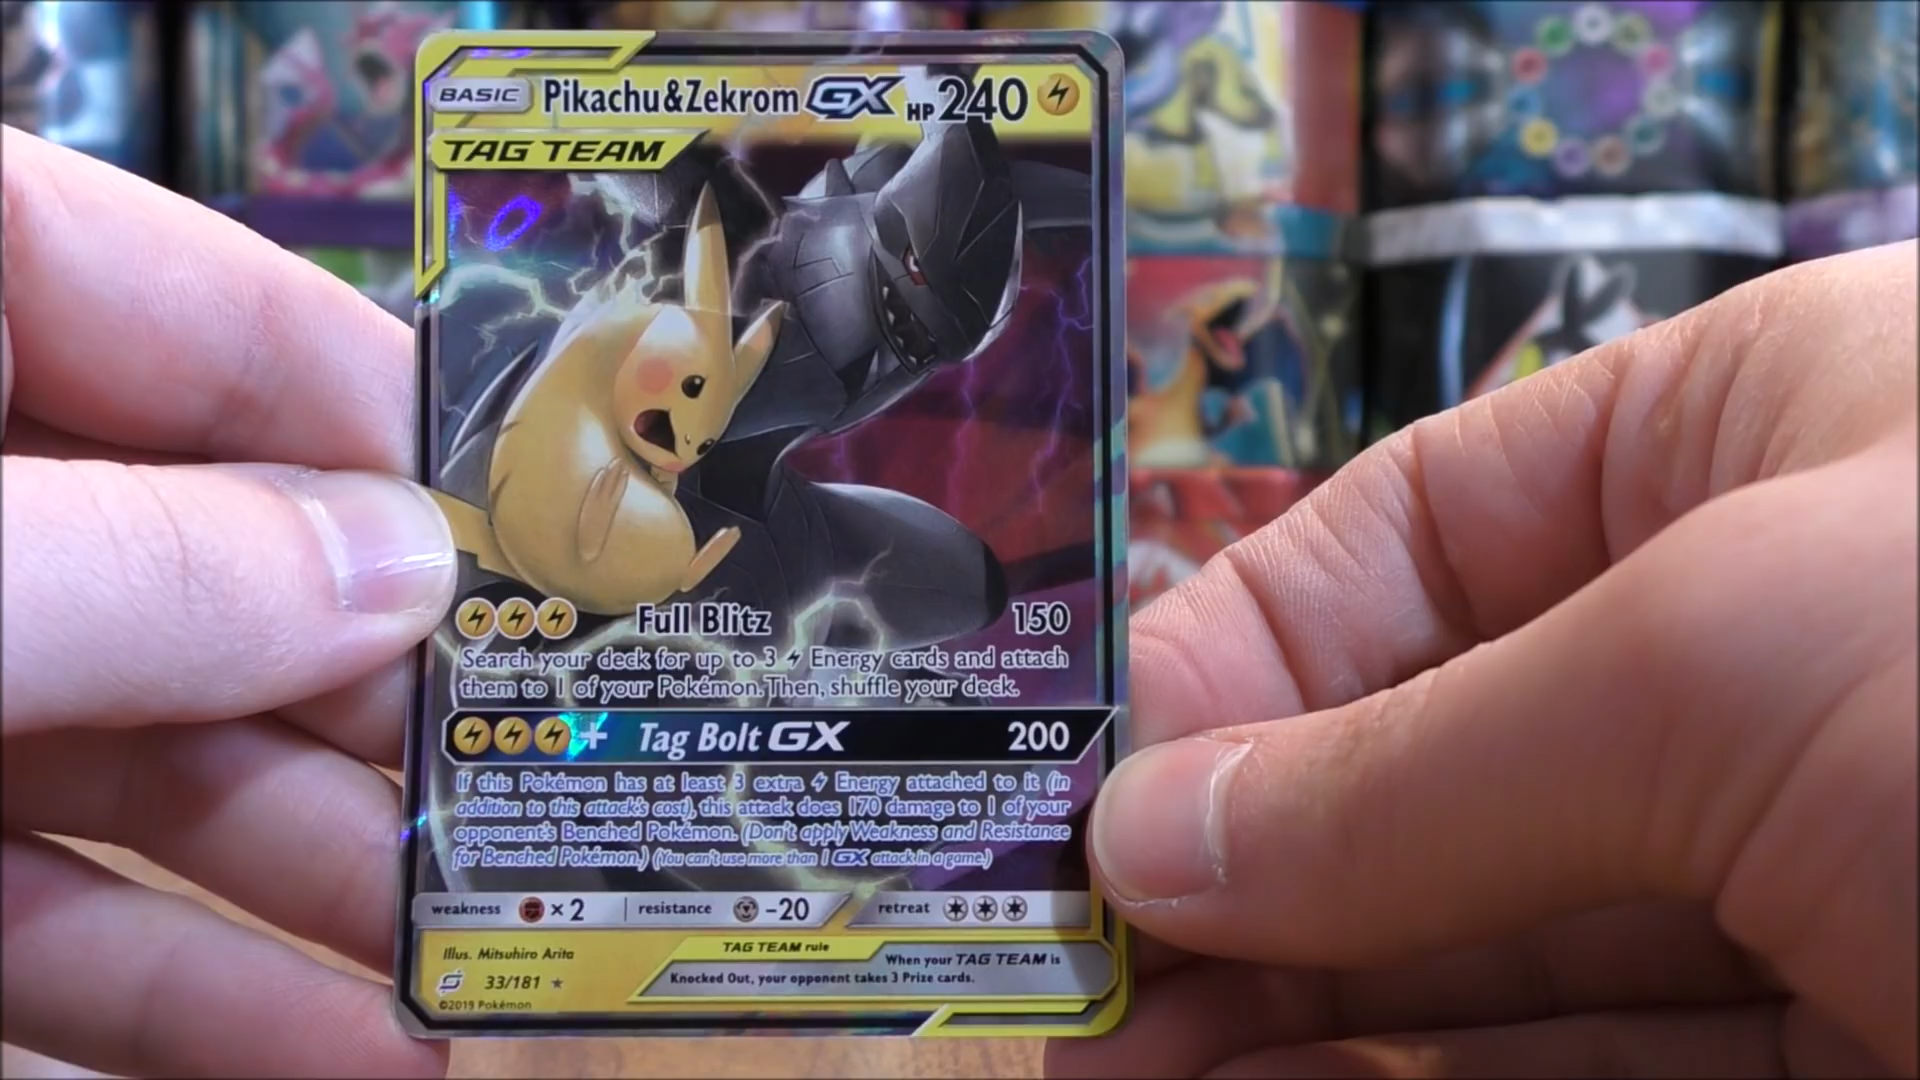 BASIC Pikachu&Zekrom GX HP 240
TAG TEAM
Full Blitz 150
Search your deck for up to 3 Energy cards and attach
them to 1 of your Pokémon. Then, shuffle your deck.
+ Tag Bolt GX 200
If this Pokémon has at least 3 extra Energy attached to it (in
addition to this attack's cost), this attack does 170 damage to 1 of your
opponent's Benched Pokémon. (Don't apply Weakness and Resistance
for Benched Pokémon.) (You can't use more than 1 GX attack in a game.)
weakness ×2 resistance -20 retreat
Illus. Mitsuhiro Arita
TAG TEAM rule
When your TAG TEAM is
Knocked Out, your opponent takes 3 Prize cards.
33/181
©2019 Pokémon